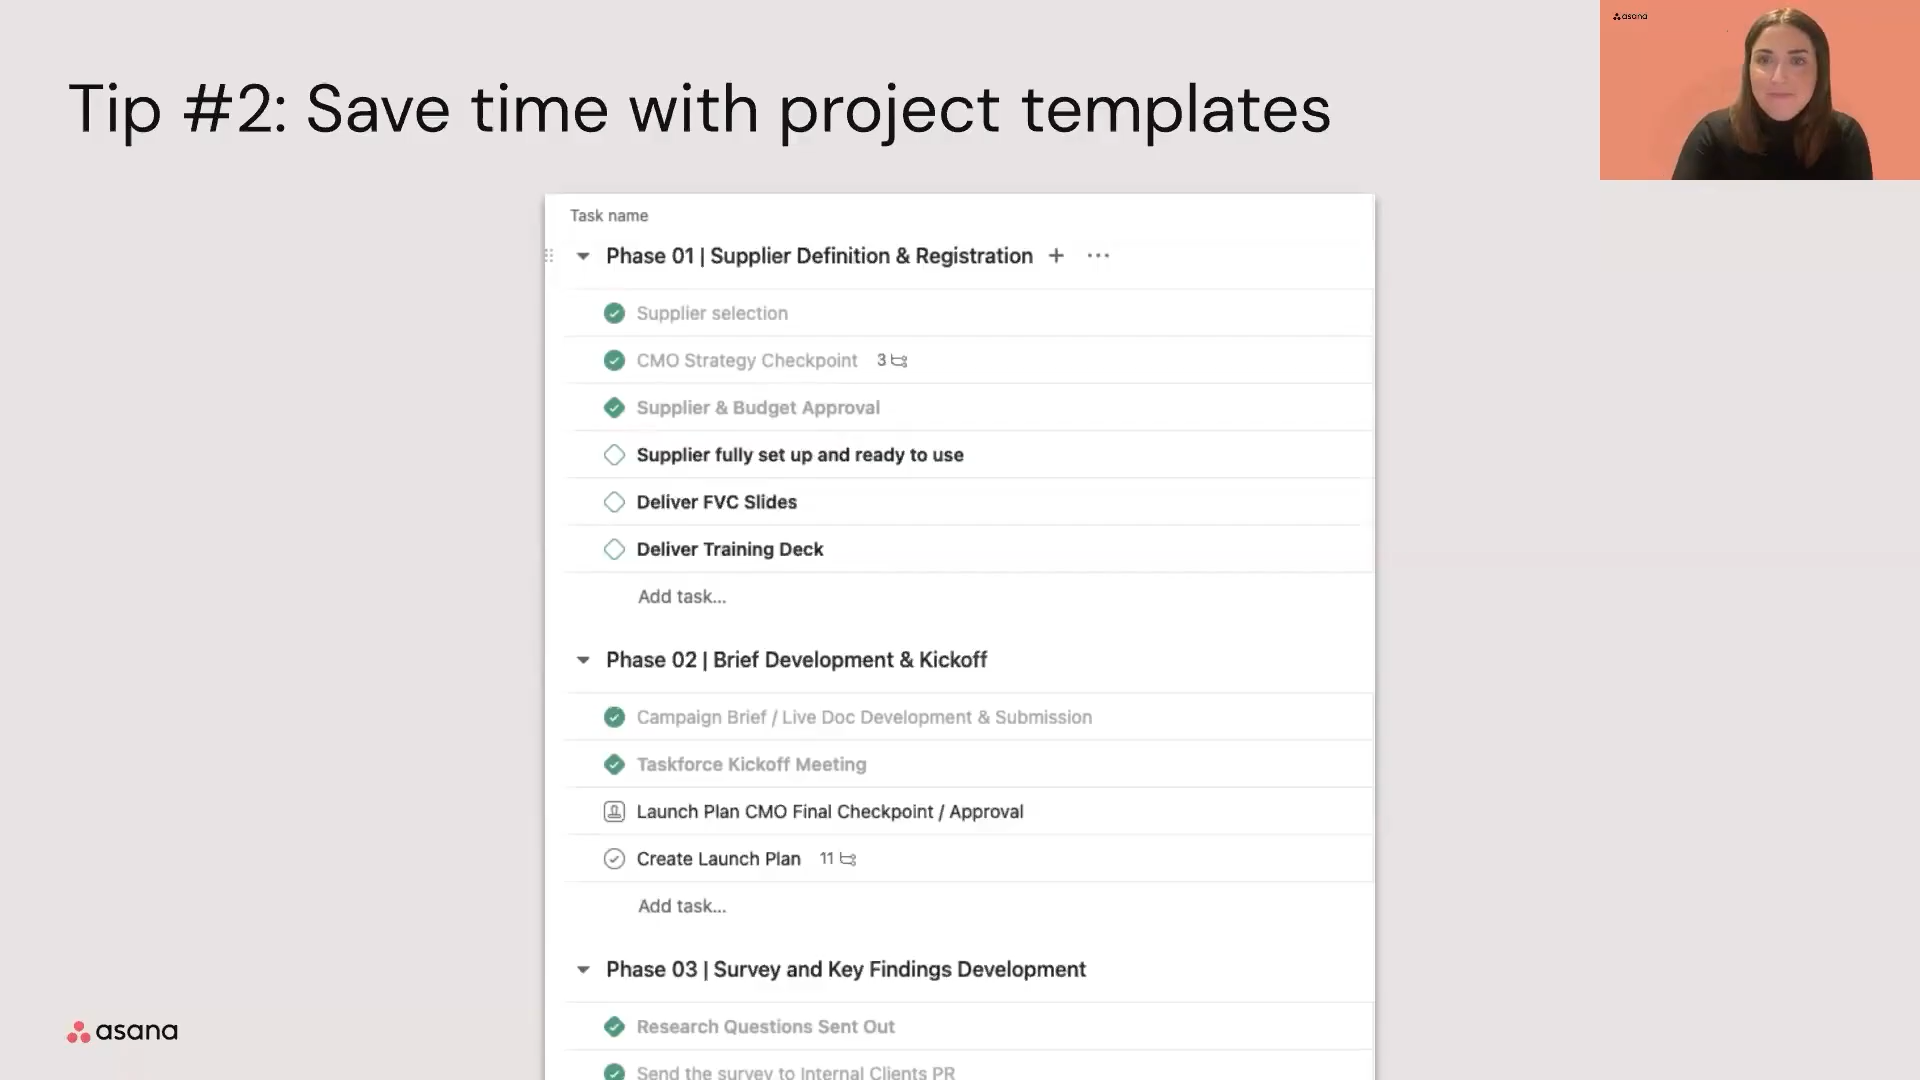 asana
Tip #2: Save time with project templates
Task name
Phase 01 | Supplier Definition & Registration
Supplier selection
CMO Strategy Checkpoint 3
Supplier & Budget Approval
Supplier fully set up and ready to use
Deliver FVC Slides
Deliver Training Deck
Add task...
Phase 02 | Brief Development & Kickoff
Campaign Brief / Live Doc Development & Submission
Taskforce Kickoff Meeting
Launch Plan CMO Final Checkpoint / Approval
Create Launch Plan 11
Add task...
Phase 03 | Survey and Key Findings Development
Research Questions Sent Out
Send the survey to Internal Clients PR
asana